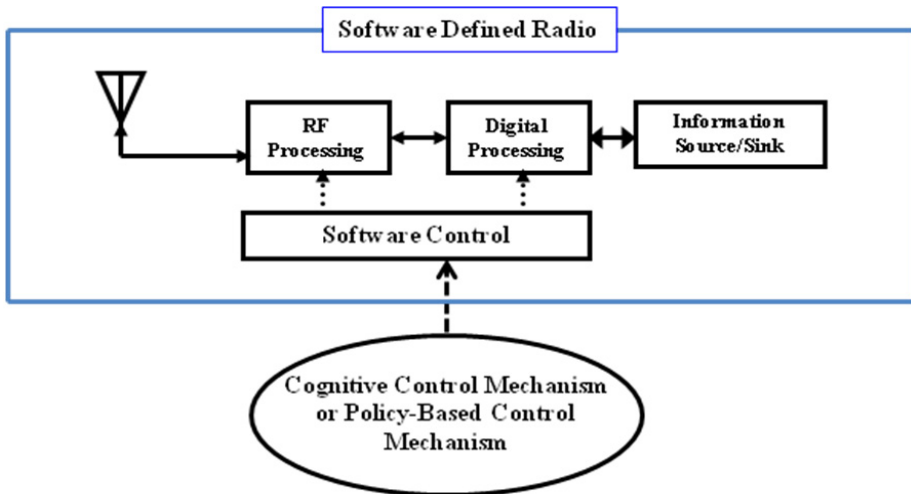 Software Defined Radio
RF
Processing
Digital
Processing
Information
Source/Sink
Software Control
Cognitive Control Mechanism
or Policy-Based Control
Mechanism